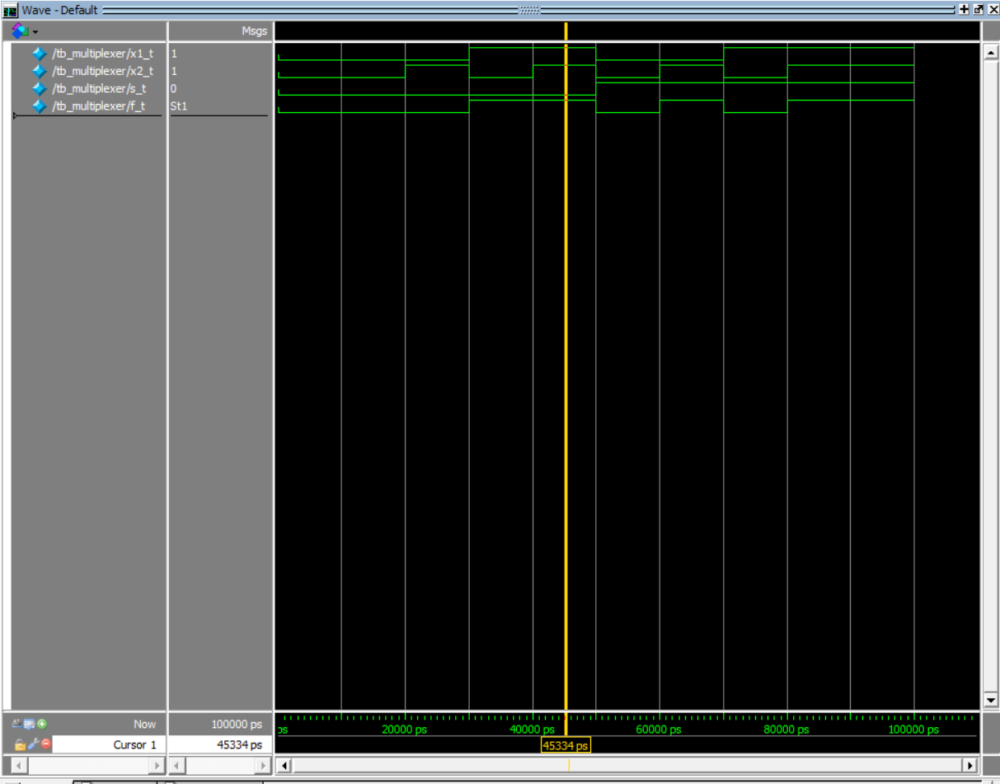 Wave - Default
Msgs
/tb_multiplexer/x1_t 1
/tb_multiplexer/x2_t 1
/tb_multiplexer/s_t 0
/tb_multiplexer/f_t St1
Now 100000 ps
ps 20000 ps 40000 ps 60000 ps 80000 ps 100000 ps
Cursor 1 45334 ps
45334 ps